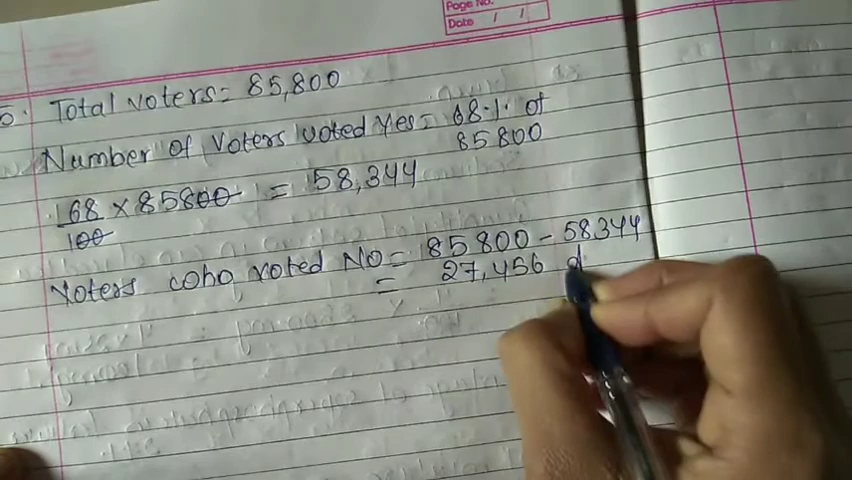 Page No.
Date / /
5. Total voters = 85,800
Number of Voters voted Yes = 68% of
85800
68/100 × 85800 = 58,344
Voters who voted No = 85800 - 58344
= 27,456 d